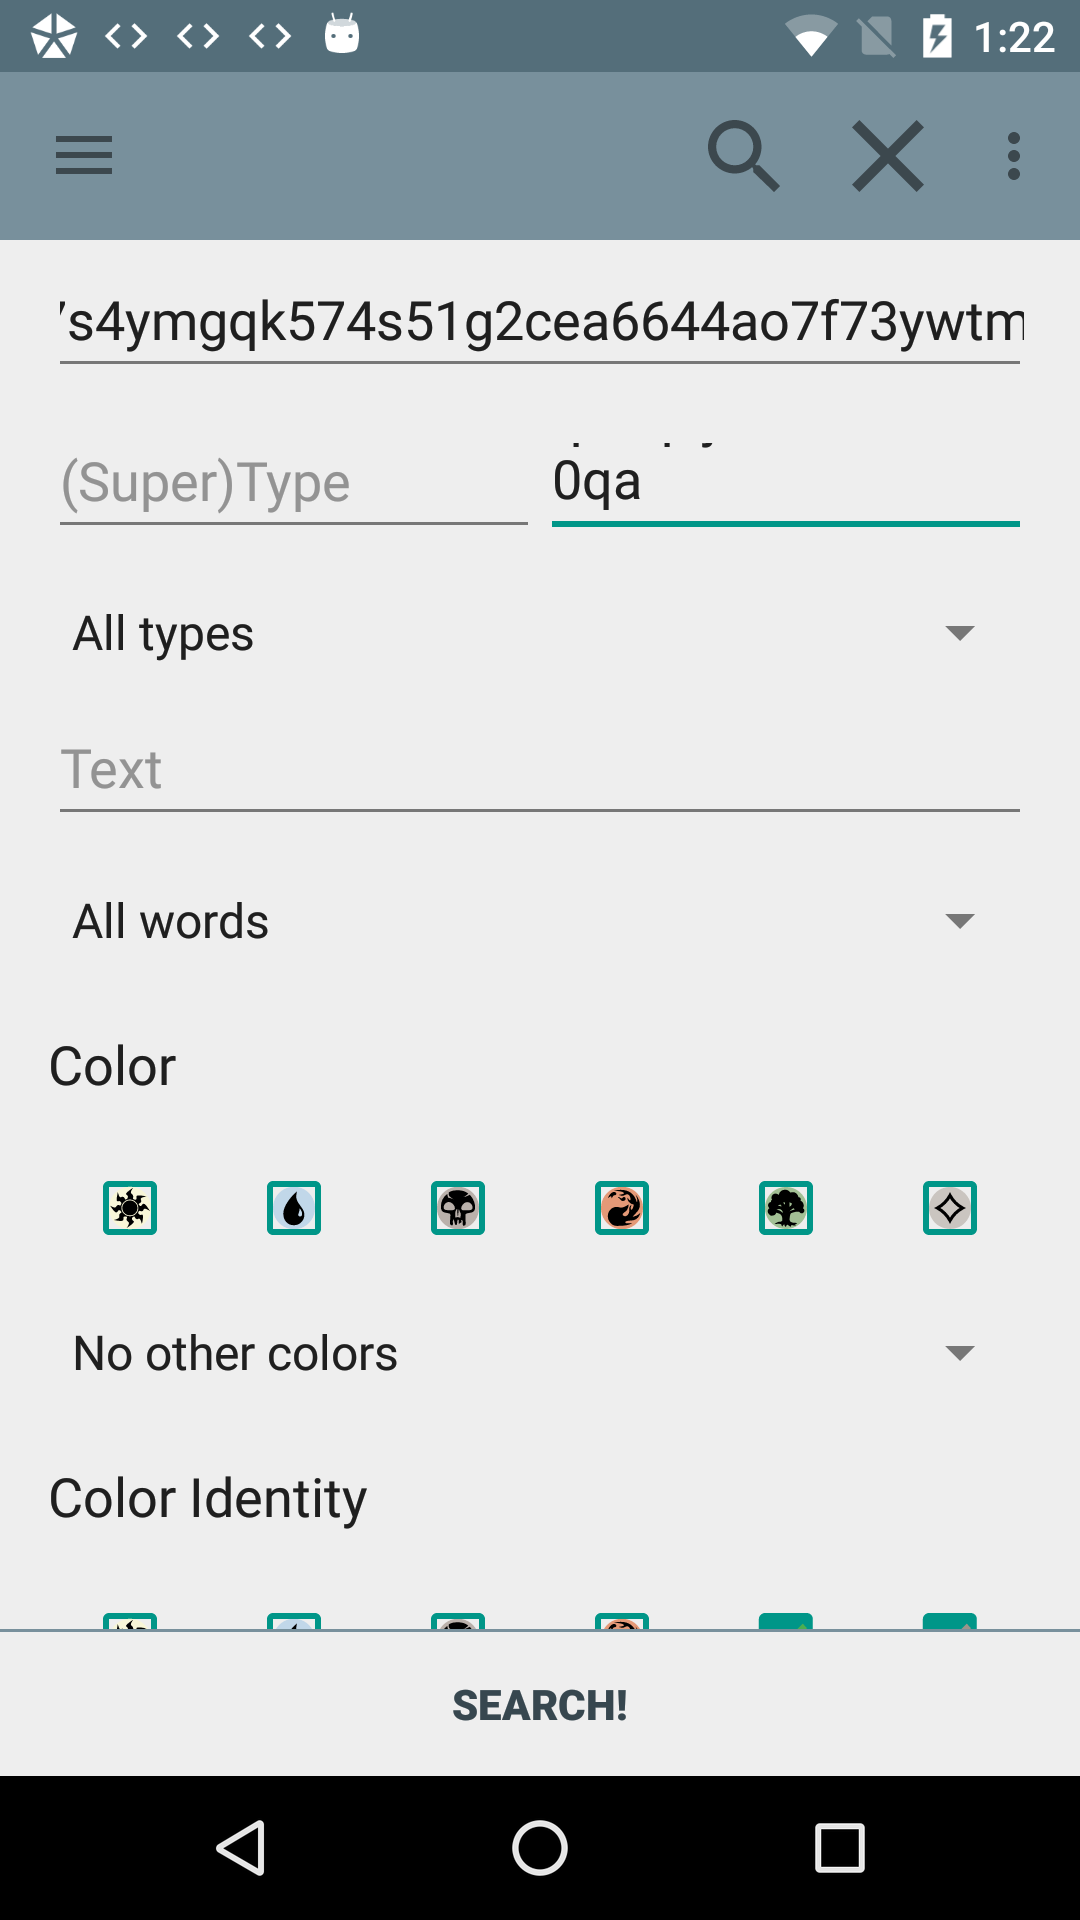 1:22
s4ymgqk574s51g2cea6644ao7f73ywtm
(Super)Type
0qa
All types
Text
All words
Color
No other colors
Color Identity
SEARCH!